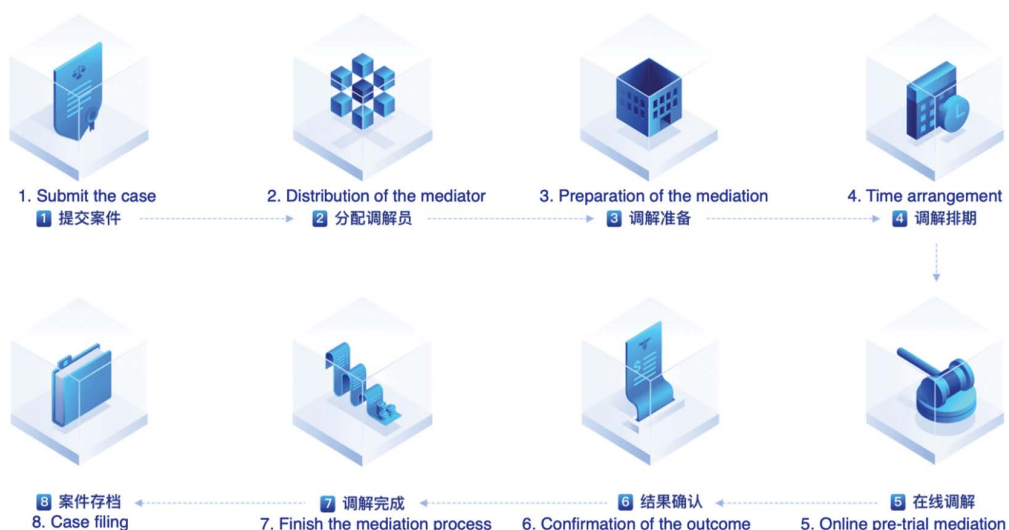 1. Submit the case
1 提交案件
2. Distribution of the mediator
2 分配调解员
3. Preparation of the mediation
3 调解准备
4. Time arrangement
4 调解排期
5 在线调解
5. Online pre-trial mediation
6 结果确认
6. Confirmation of the outcome
7 调解完成
7. Finish the mediation process
8 案件存档
8. Case filing